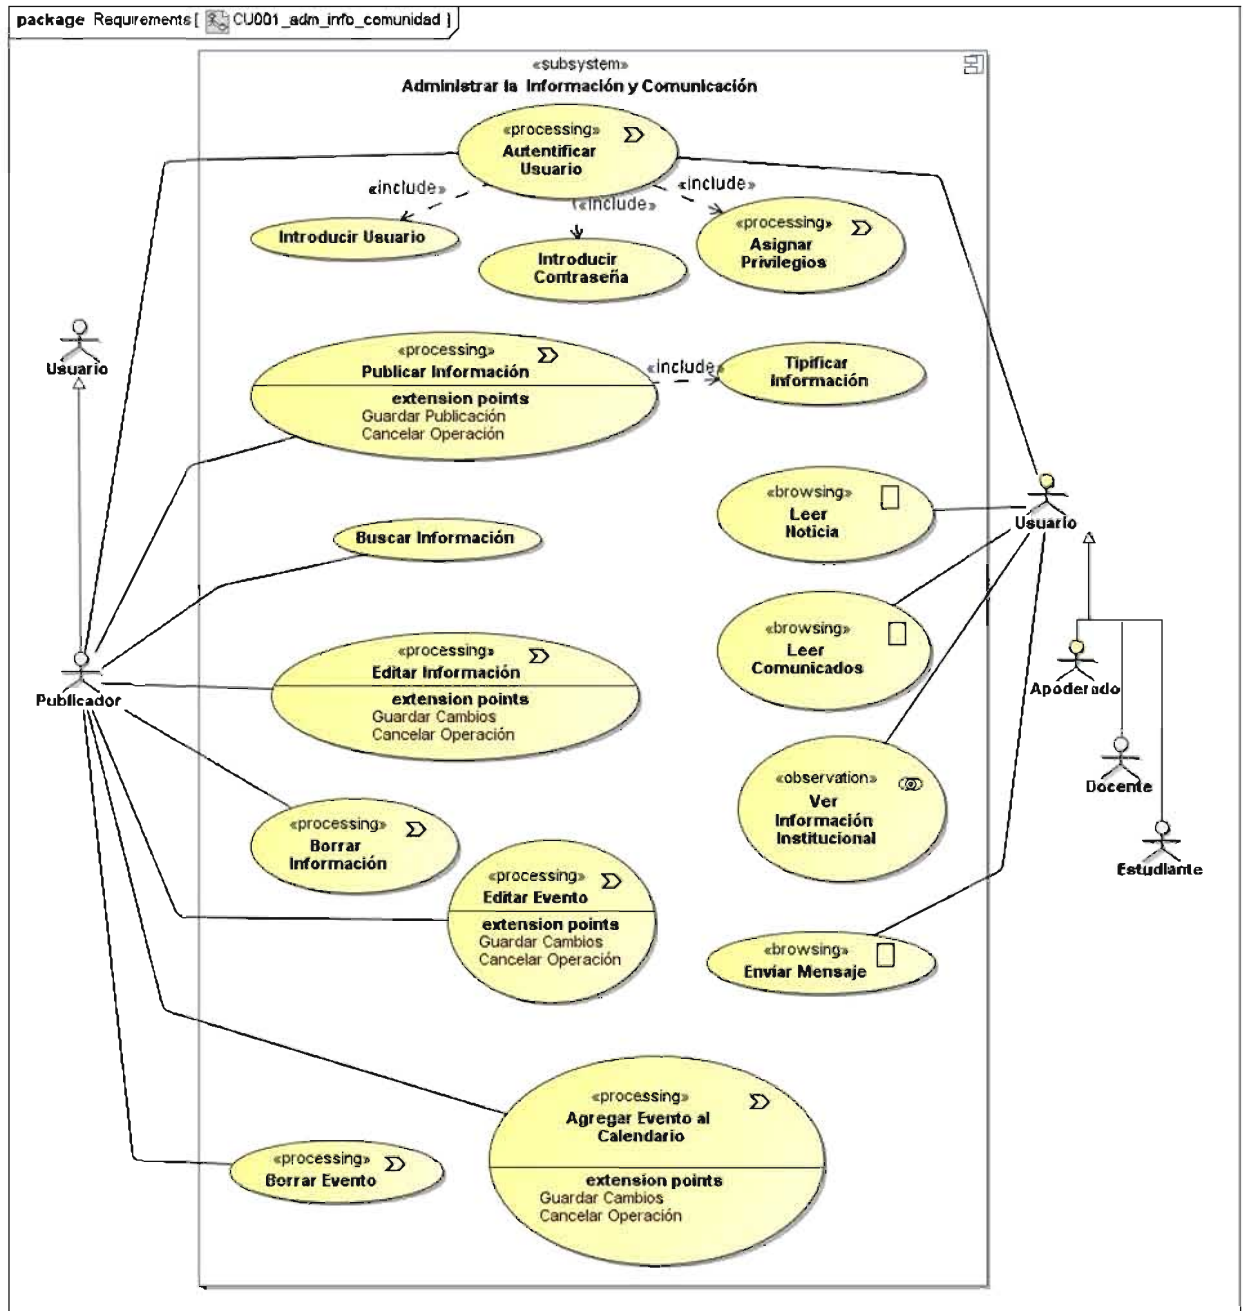 package Requirements [ CU001_adm_info_comunidad ]
«subsystem»
Administrar la Información y Comunicación
«processing»
Autentificar
Usuario
«include»
«include»
«include»
Introducir Usuario
Introducir
Contraseña
«processing»
Asignar
Privilegios
Usuario
«processing»
Publicar Información
extension points
Guardar Publicación
Cancelar Operación
«include»
Tipificar
Información
«browsing»
Leer
Noticia
Usuario
Buscar Información
«browsing»
Leer
Comunicados
«processing»
Editar Información
extension points
Guardar Cambios
Cancelar Operación
Publicador
Apoderado
«observation»
Ver
Información
Institucional
Docente
«processing»
Borrar
Información
Estudiante
«processing»
Editar Evento
extension points
Guardar Cambios
Cancelar Operación
«browsing»
Enviar Mensaje
«processing»
Agregar Evento al
Calendario
extension points
Guardar Cambios
Cancelar Operación
«processing»
Borrar Evento